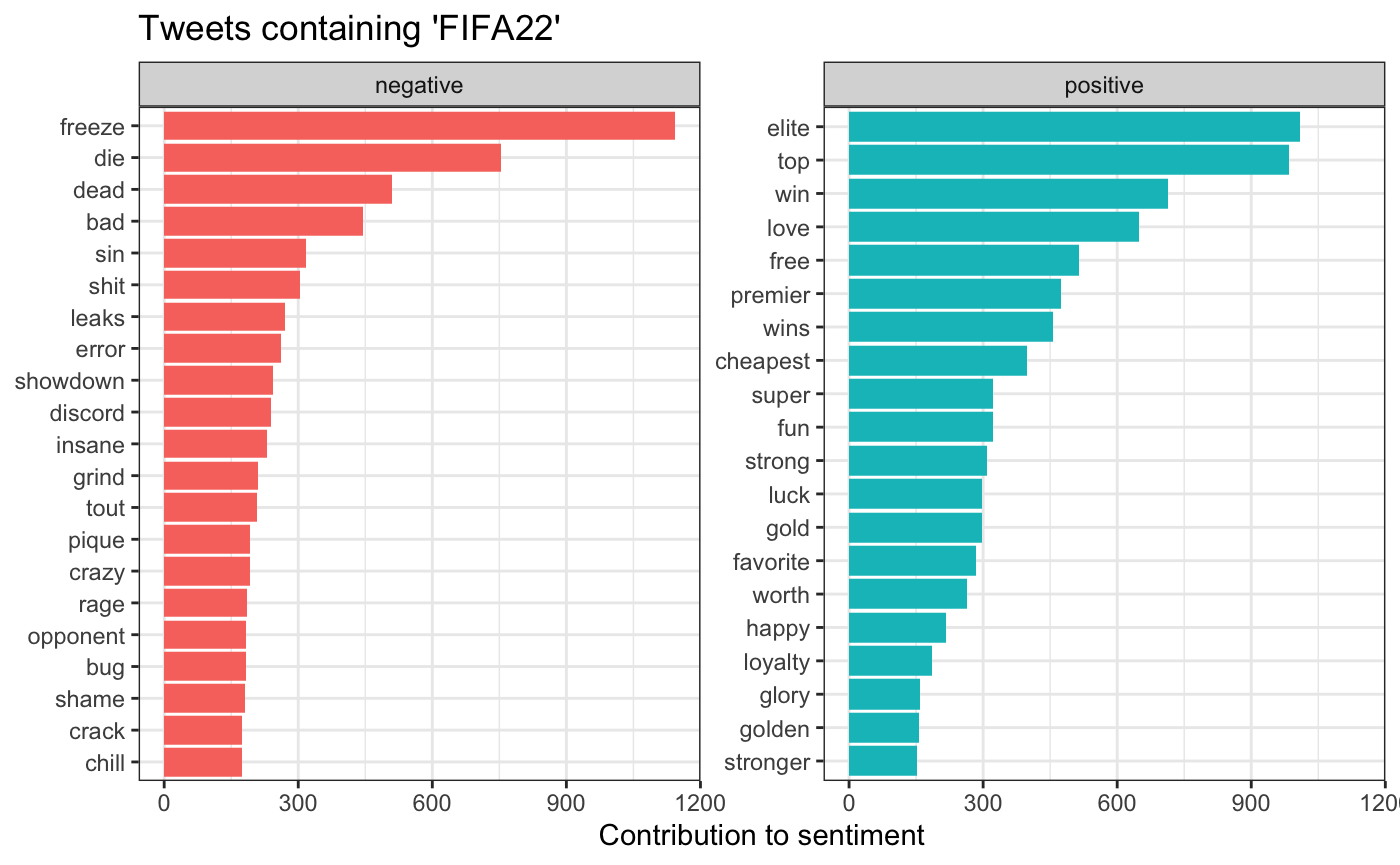 Tweets containing 'FIFA22'
negative
freeze
die
dead
bad
sin
shit
leaks
error
showdown
discord
insane
grind
tout
pique
crazy
rage
opponent
bug
shame
crack
chill
0 300 600 900 1200
positive
elite
top
win
love
free
premier
wins
cheapest
super
fun
strong
luck
gold
favorite
worth
happy
loyalty
glory
golden
stronger
0 300 600 900 120
Contribution to sentiment